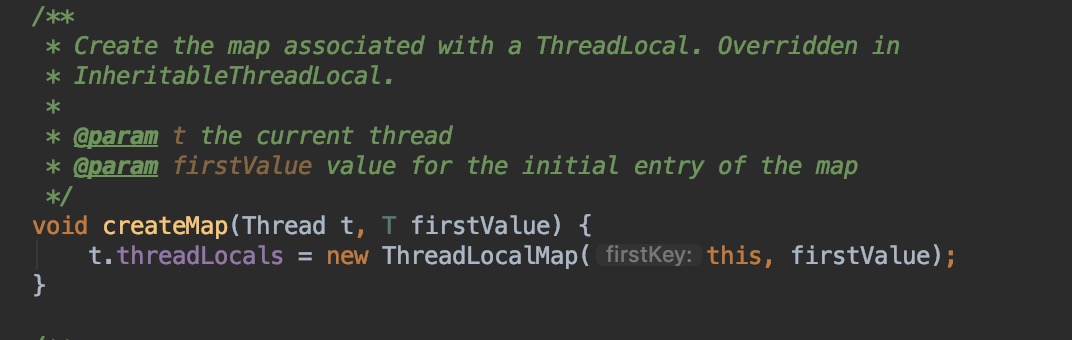 /**
 * Create the map associated with a ThreadLocal. Overridden in
 * InheritableThreadLocal.
 *
 * @param t the current thread
 * @param firstValue value for the initial entry of the map
 */
void createMap(Thread t, T firstValue) {
    t.threadLocals = new ThreadLocalMap( firstKey: this, firstValue);
}